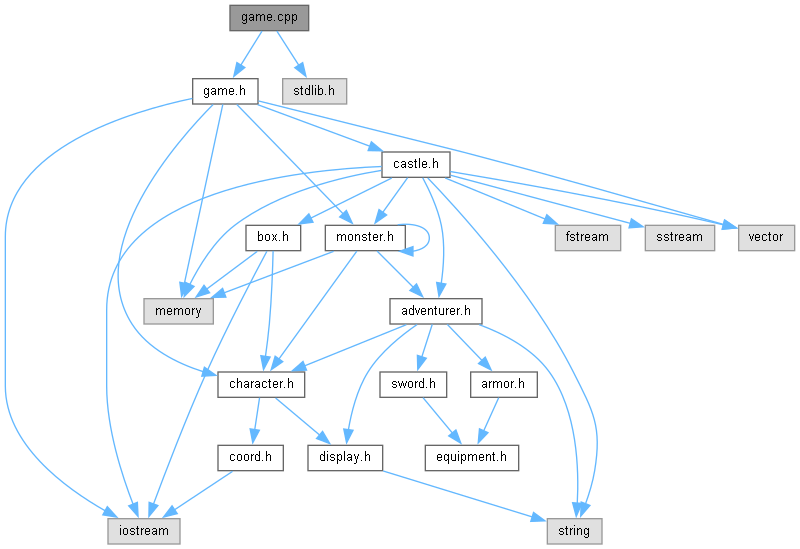 game.cpp
game.h
stdlib.h
castle.h
box.h
monster.h
fstream
sstream
vector
memory
adventurer.h
character.h
sword.h
armor.h
coord.h
display.h
equipment.h
iostream
string